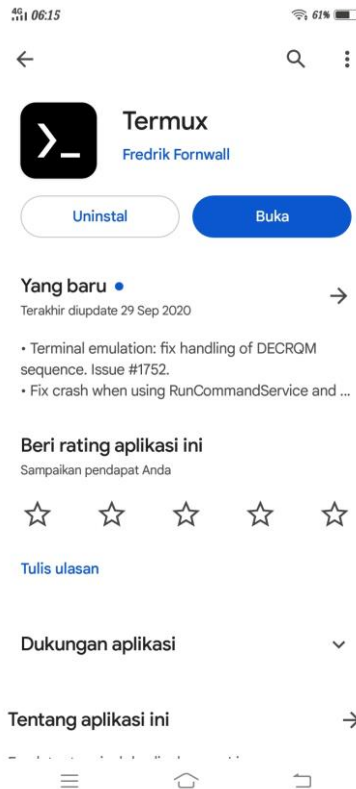 4G 06:15
61%
Termux
Fredrik Fornwall
Uninstal
Buka
Yang baru
Terakhir diupdate 29 Sep 2020
• Terminal emulation: fix handling of DECRQM
sequence. Issue #1752.
• Fix crash when using RunCommandService and ...
Beri rating aplikasi ini
Sampaikan pendapat Anda
Tulis ulasan
Dukungan aplikasi
Tentang aplikasi ini